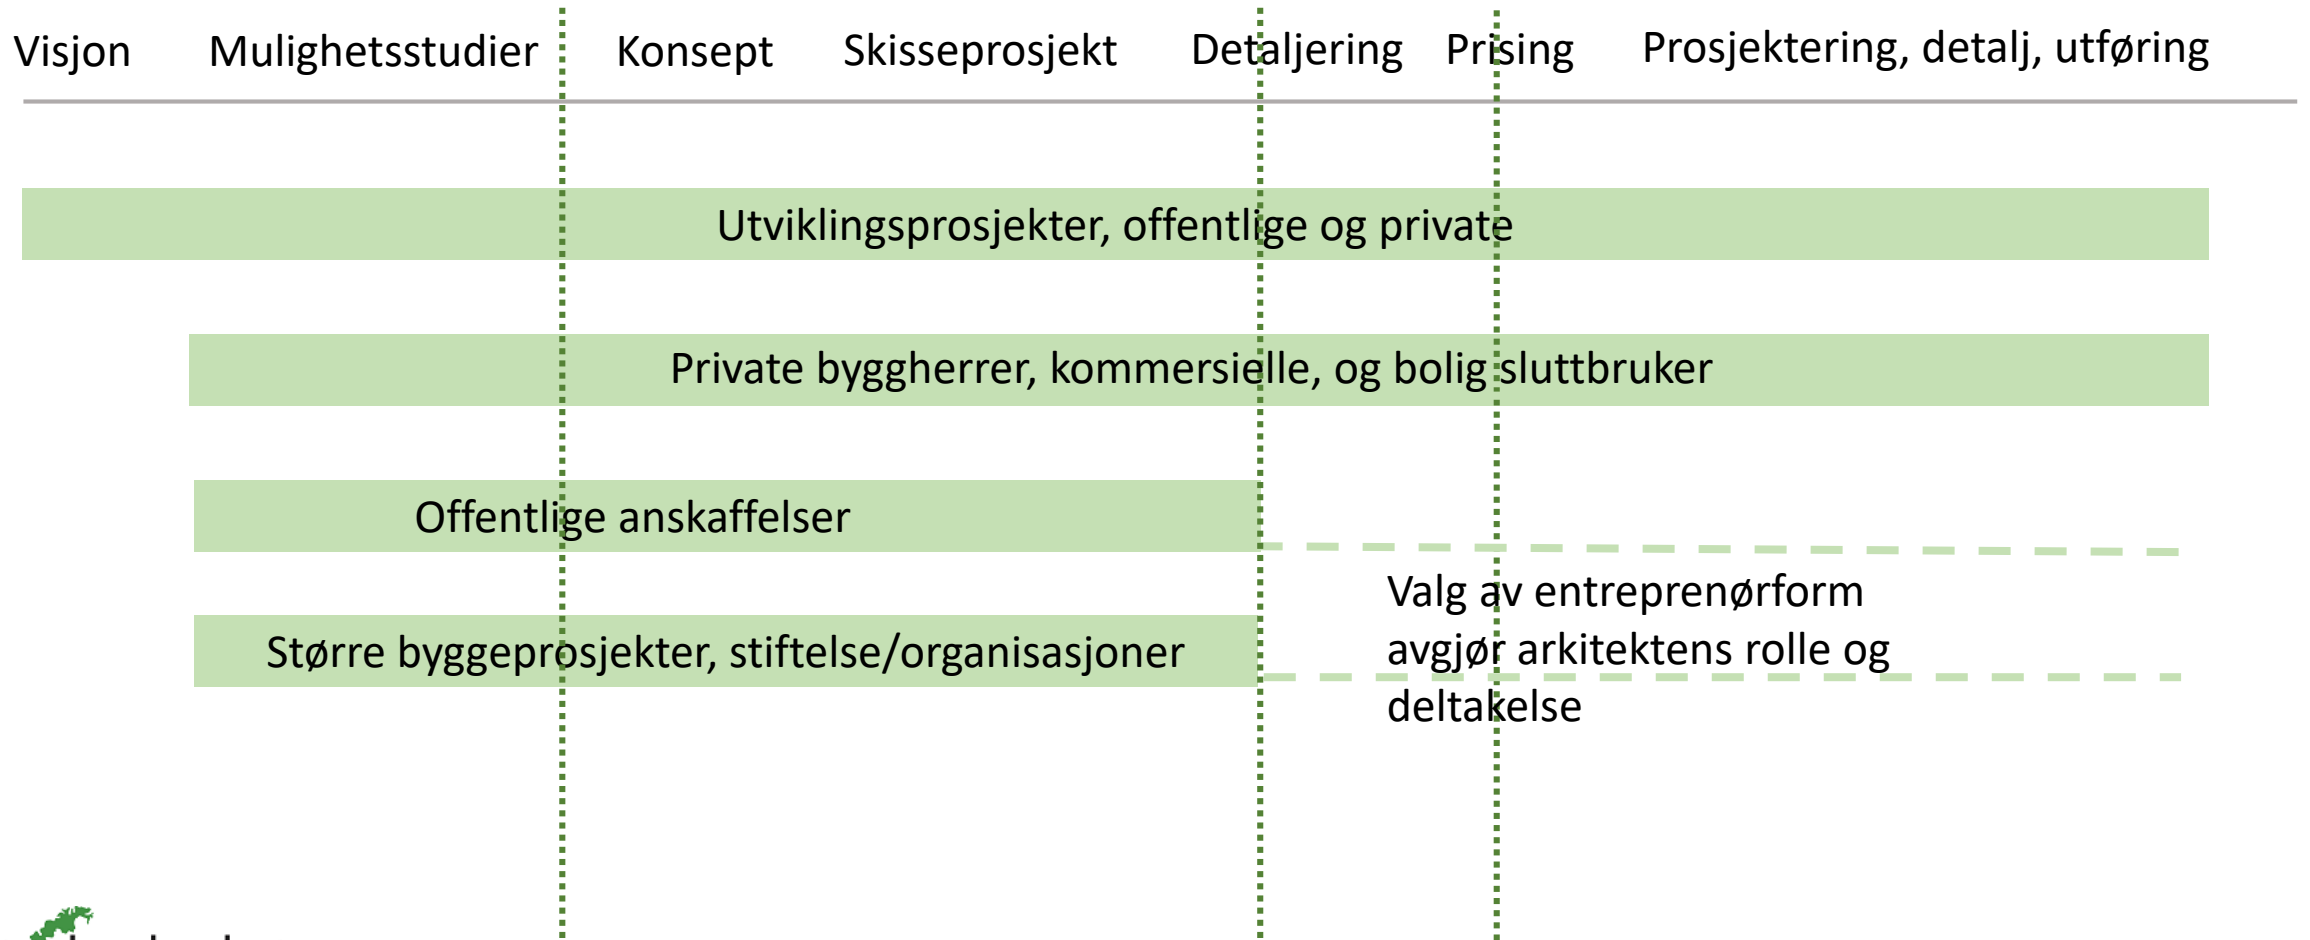 Visjon Mulighetsstudier Konsept Skisseprosjekt Detaljering Prising Prosjektering, detalj, utføring
Utviklingsprosjekter, offentlige og private
Private byggherrer, kommersielle, og bolig sluttbruker
Offentlige anskaffelser
Større byggeprosjekter, stiftelse/organisasjoner
Valg av entreprenørform
avgjør arkitektens rolle og
deltakelse